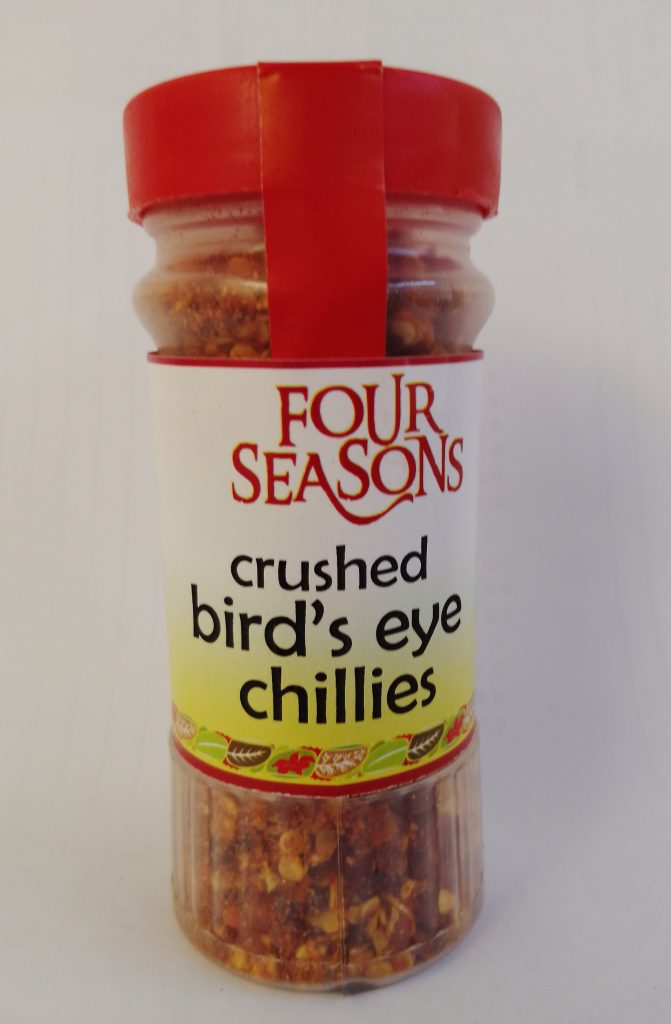 FOUR
SEASONS
crushed
bird's eye
chillies